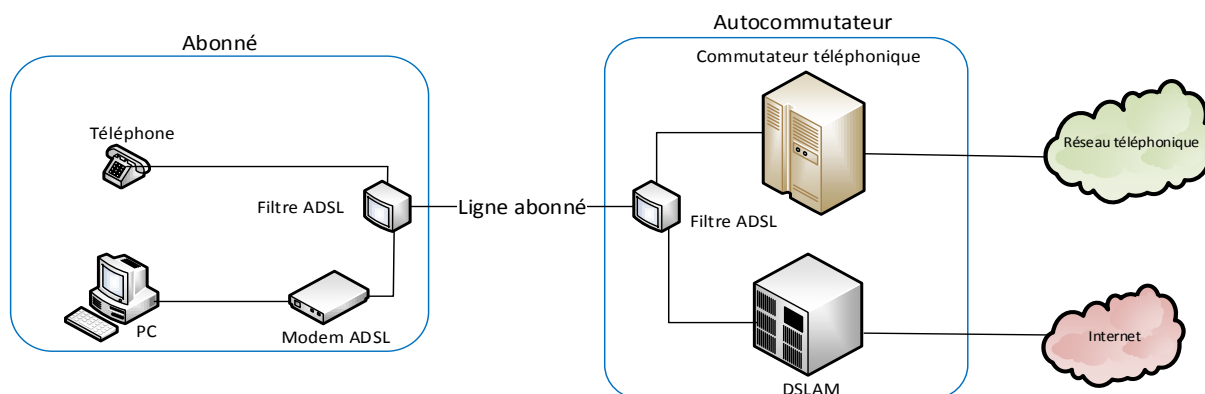 Abonné
Autocommutateur
Commutateur téléphonique
Téléphone
Réseau téléphonique
Filtre ADSL
Ligne abonné
Filtre ADSL
PC
Modem ADSL
Internet
DSLAM